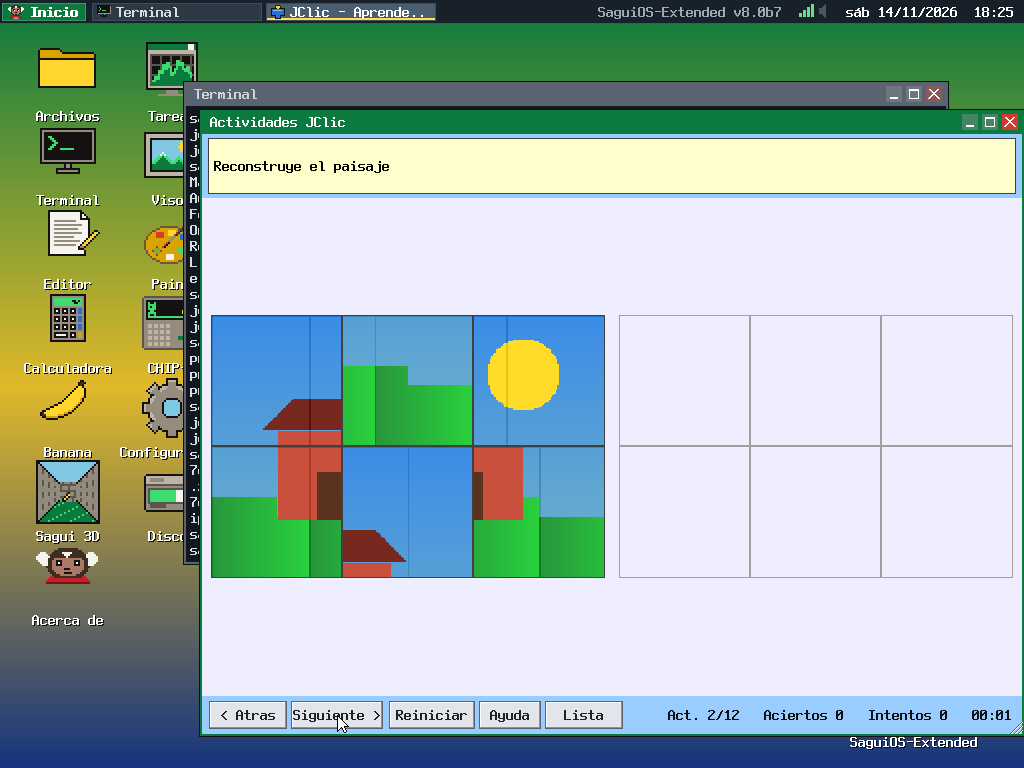 Inicio
Terminal
JClic - Aprende..
SaguiOS-Extended v8.0b7
sáb 14/11/2026
18:25
Archivos
Terminal
Terminal
Editor
Calculadora
CHIP
Banana
Sagui 3D
Acerca de
Actividades JClic
Reconstruye el paisaje
< Atras
Siguiente >
Reiniciar
Ayuda
Lista
Act. 2/12
Aciertos 0
Intentos 0
00:01
SaguiOS-Extended